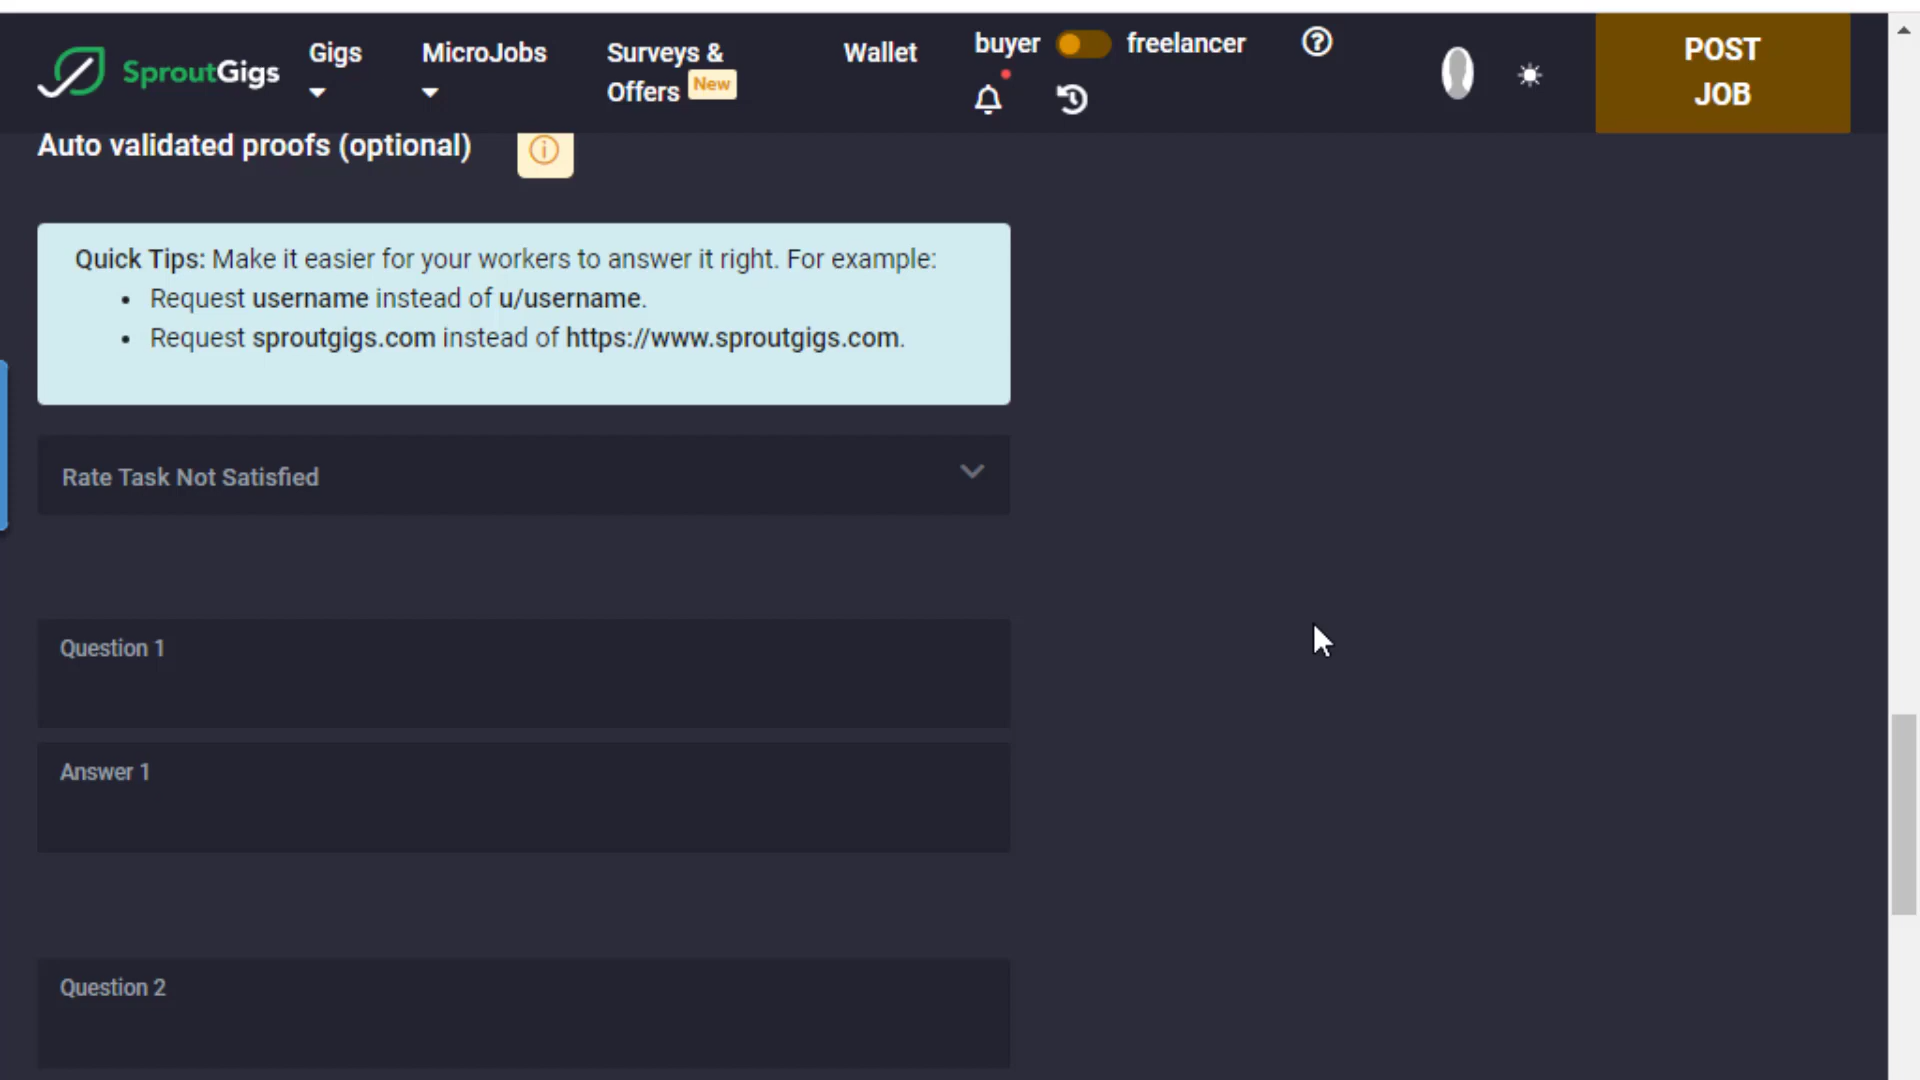 SproutGigs
Gigs
MicroJobs
Surveys &
Offers New
Wallet
buyer freelancer
POST
JOB
Auto validated proofs (optional)
Quick Tips: Make it easier for your workers to answer it right. For example:
• Request username instead of u/username.
• Request sproutgigs.com instead of https://www.sproutgigs.com.
Rate Task Not Satisfied
Question 1
Answer 1
Question 2